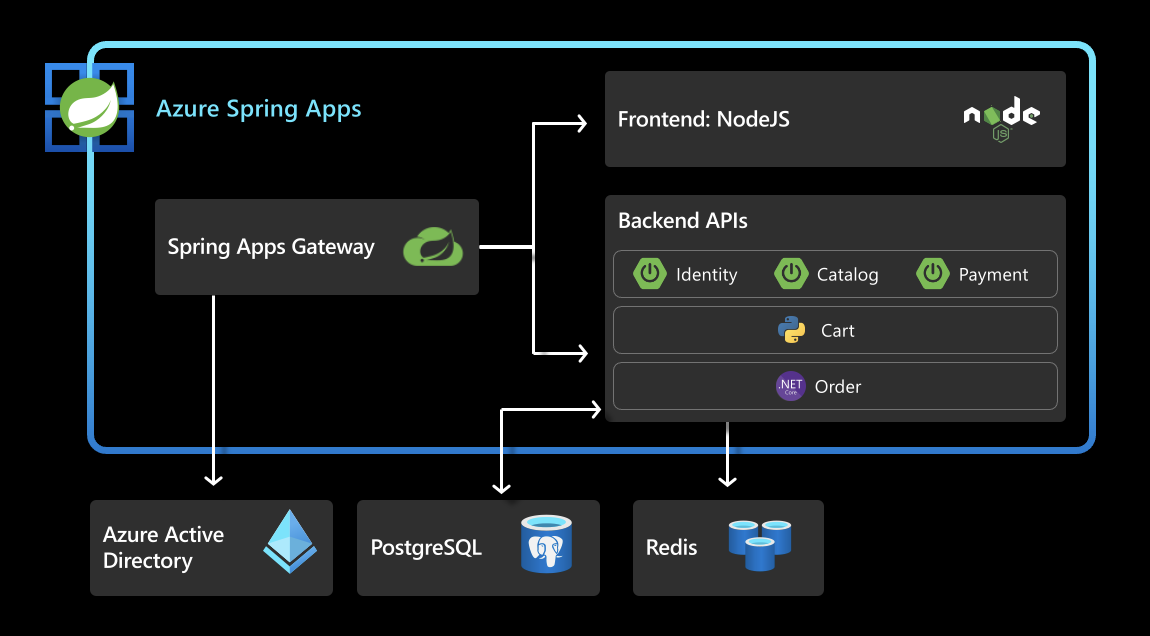 Azure Spring Apps
Frontend: NodeJS
node
JS
Spring Apps Gateway
Backend APIs
Identity
Catalog
Payment
Cart
.NET
Core
Order
Azure Active
Directory
PostgreSQL
Redis